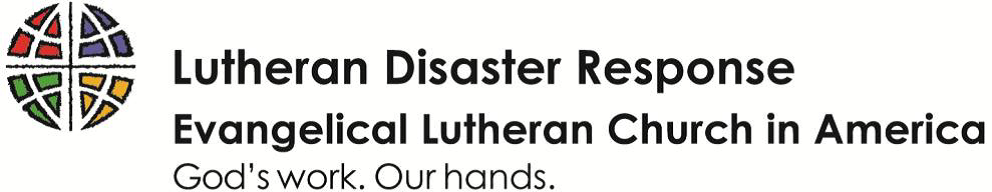 Lutheran Disaster Response
Evangelical Lutheran Church in America
God's work. Our hands.